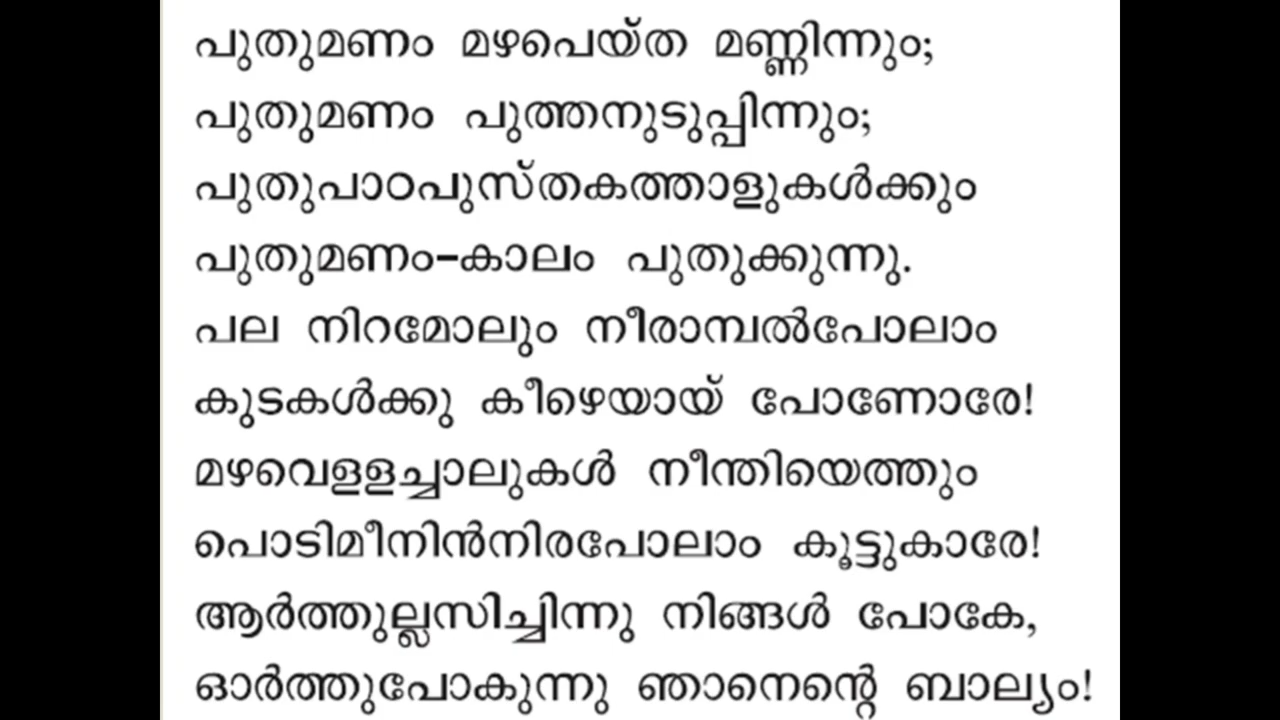 പുതുമണം മഴപെയ്ത മണ്ണിന്നും;
പുതുമണം പുത്തനുടുപ്പിന്നും;
പുതുപാഠപുസ്തകത്താളുകൾക്കും
പുതുമണം–കാലം പുതുക്കുന്നു.
പല നിറമോലും നീരാമ്പൽപോലാം
കുടകൾക്കു കീഴെയായ് പോണോരേ!
മഴവെളളച്ചാലുകൾ നീന്തിയെത്തും
പൊടിമീനിൻനിരപോലാം കൂട്ടുകാരേ!
ആർത്തുല്ലസിച്ചിന്നു നിങ്ങൾ പോകേ,
ഓർത്തുപോകുന്നു ഞാനെന്റെ ബാല്യം!